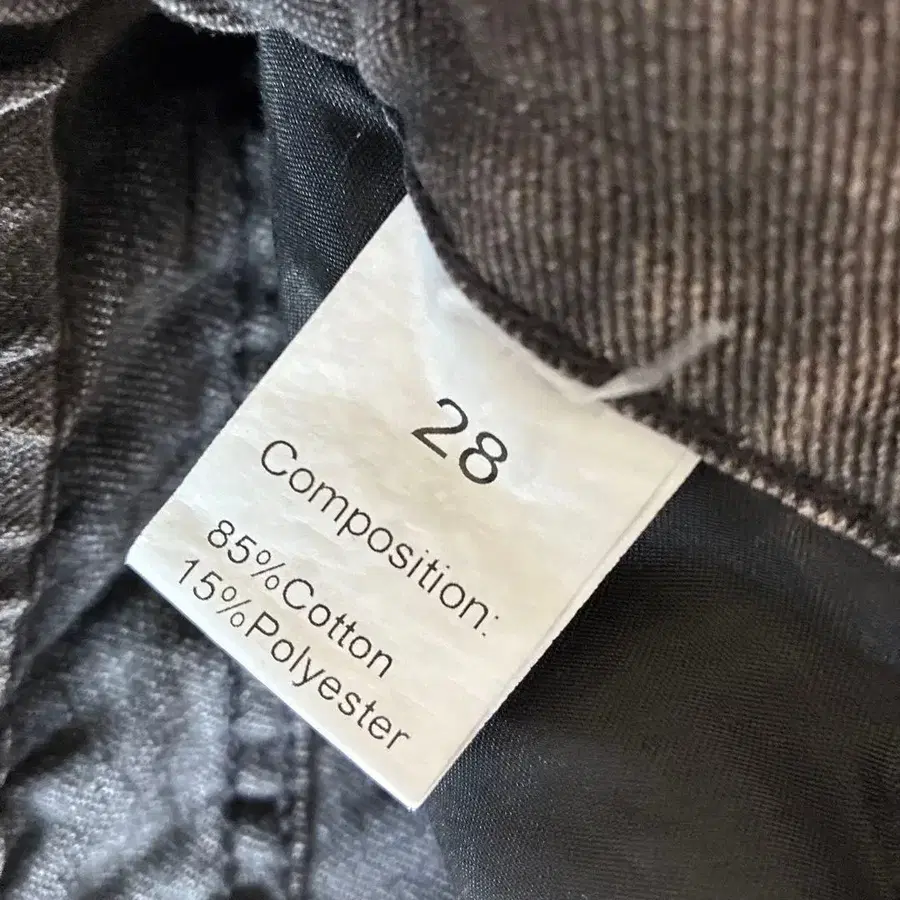 28
Composition:
85%Cotton
15%Polyester